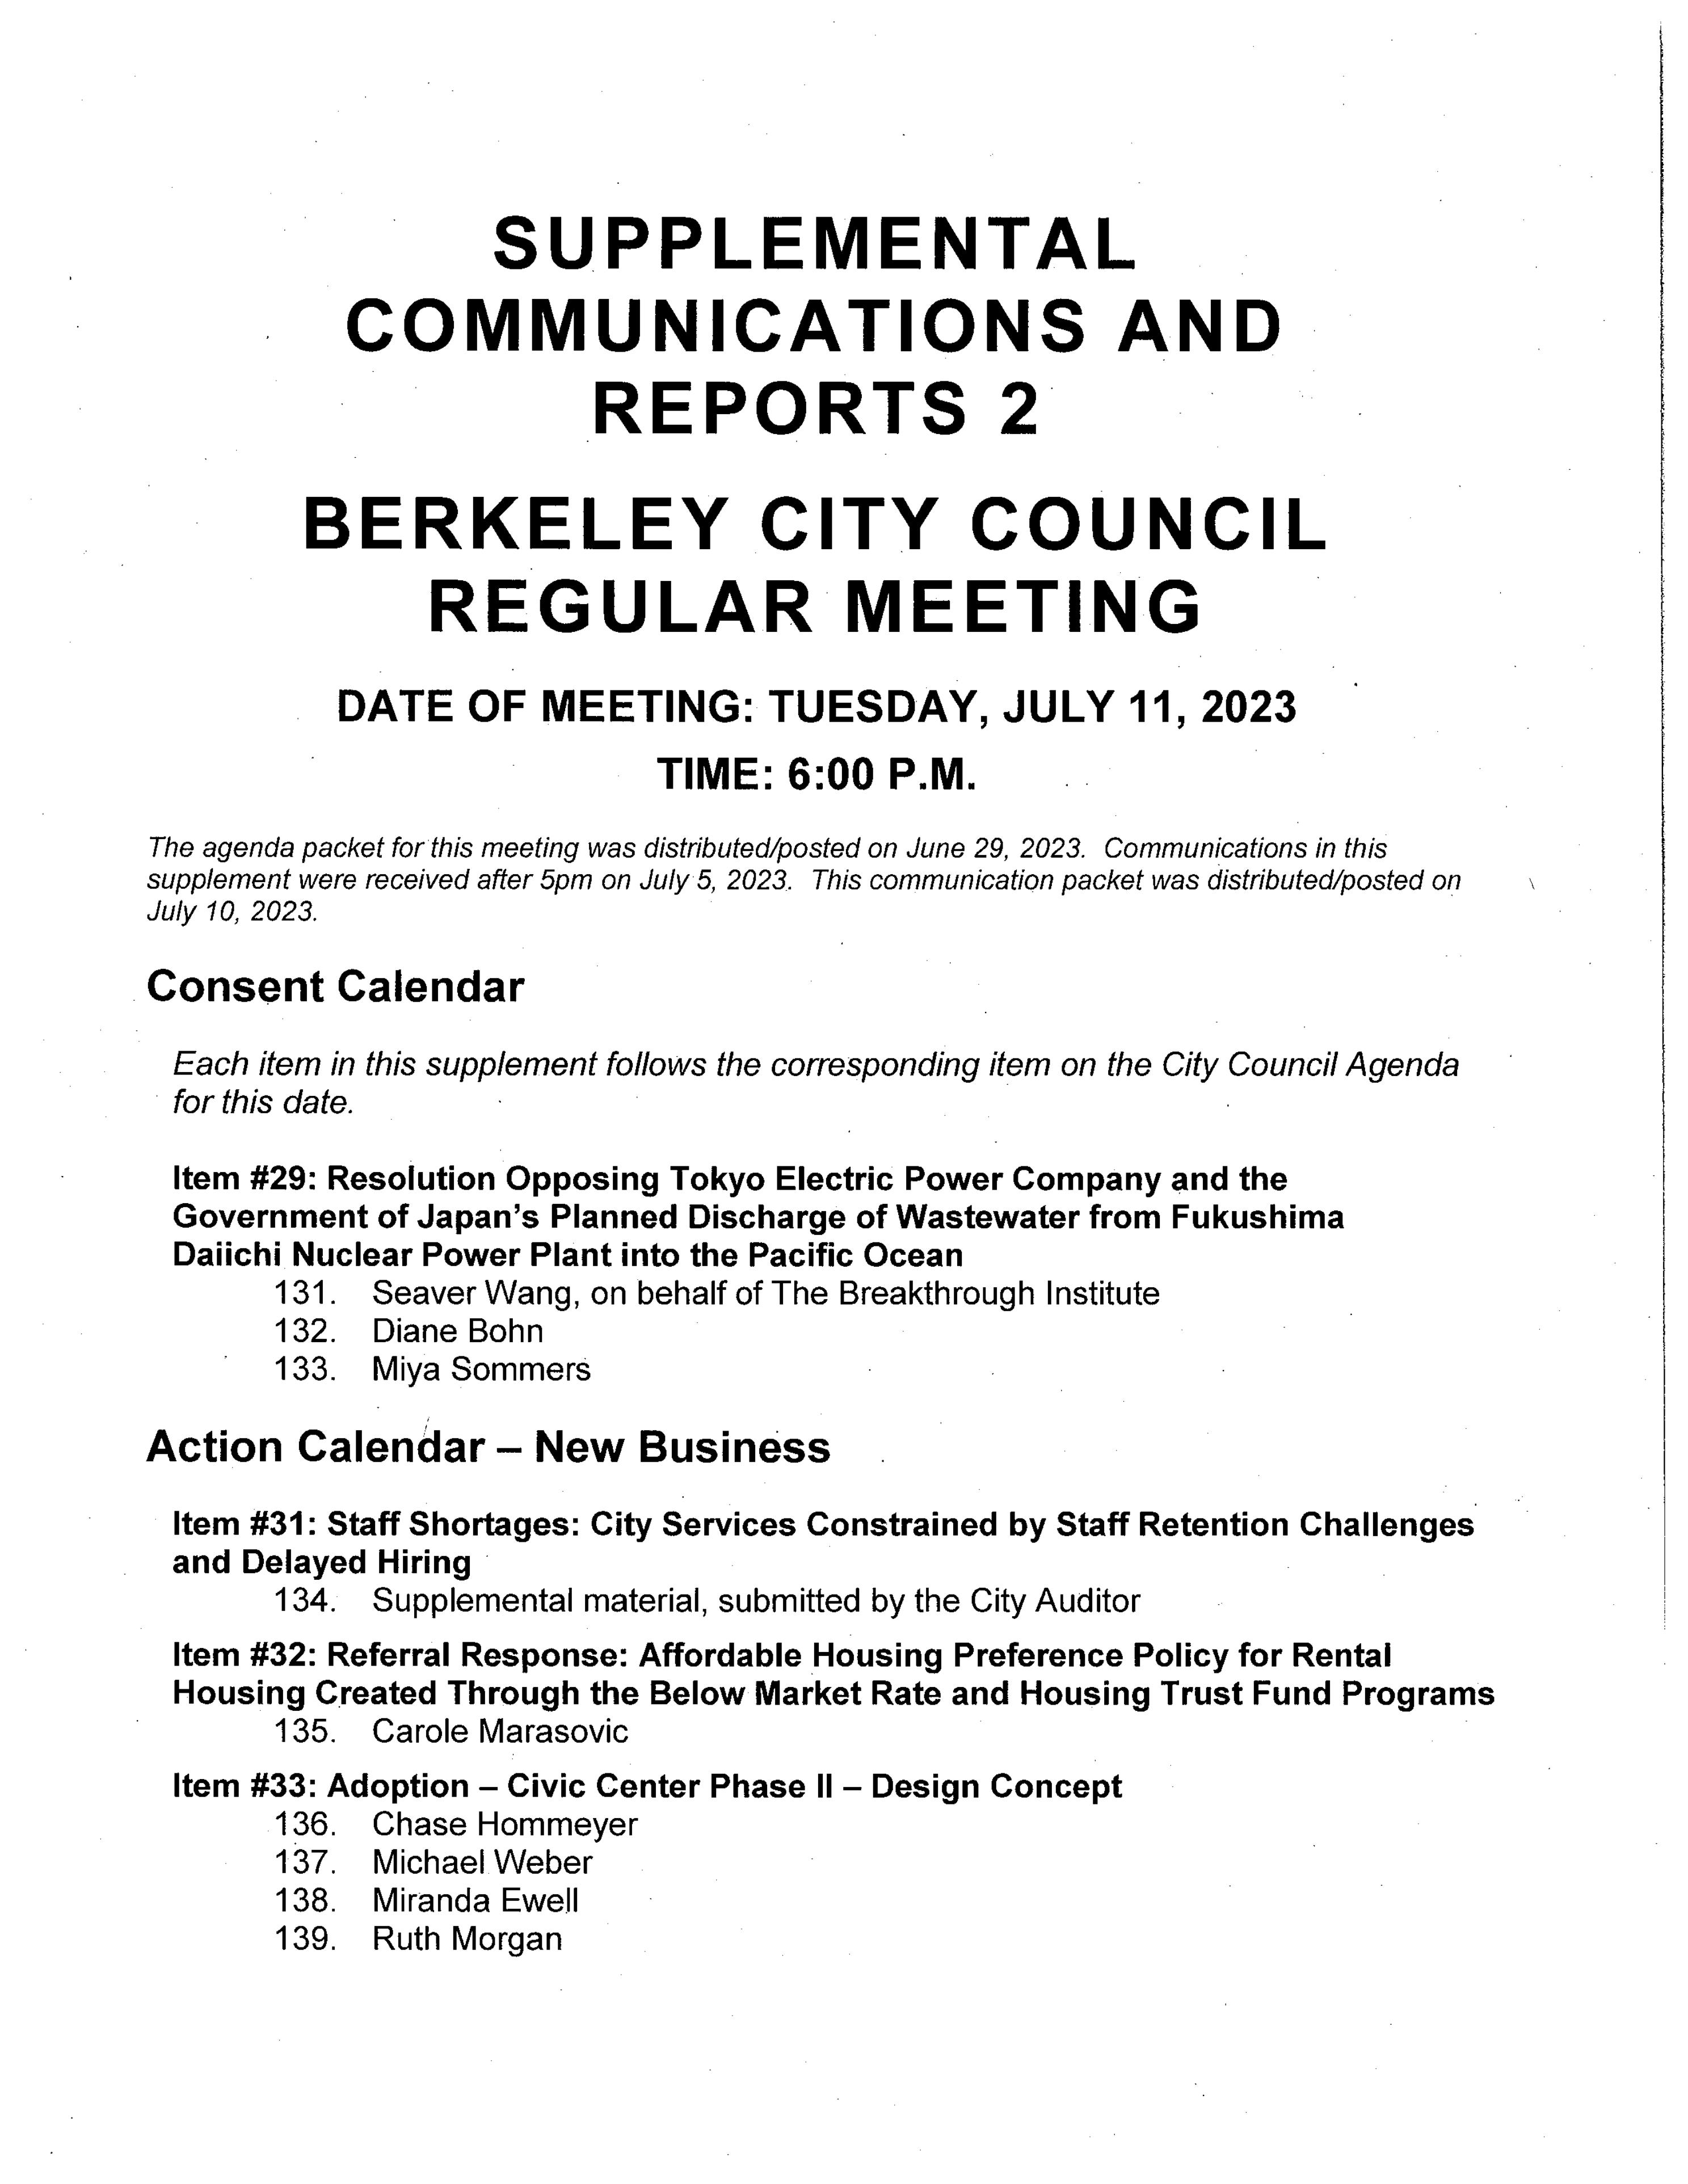 SUPPLEMENTAL
COMMUNICATIONS AND
REPORTS 2
BERKELEY CITY COUNCIL
REGULAR MEETING
DATE OF MEETING: TUESDAY, JULY 11, 2023
TIME: 6:00 P.M.
The agenda packet for this meeting was distributed/posted on June 29, 2023. Communications in this
supplement were received after 5pm on July 5, 2023. This communication packet was distributed/posted on
July 10, 2023.
Consent Calendar
Each item in this supplement follows the corresponding item on the City Council Agenda
for this date.
Item #29: Resolution Opposing Tokyo Electric Power Company and the
Government of Japan's Planned Discharge of Wastewater from Fukushima
Daiichi Nuclear Power Plant into the Pacific Ocean
131. Seaver Wang, on behalf of The Breakthrough Institute
132. Diane Bohn
133. Miya Sommers
Action Calendar – New Business
Item #31: Staff Shortages: City Services Constrained by Staff Retention Challenges
and Delayed Hiring
134. Supplemental material, submitted by the City Auditor
Item #32: Referral Response: Affordable Housing Preference Policy for Rental
Housing Created Through the Below Market Rate and Housing Trust Fund Programs
135. Carole Marasovic
Item #33: Adoption – Civic Center Phase II – Design Concept
136. Chase Hommeyer
137. Michael Weber
138. Miranda Ewell
139. Ruth Morgan